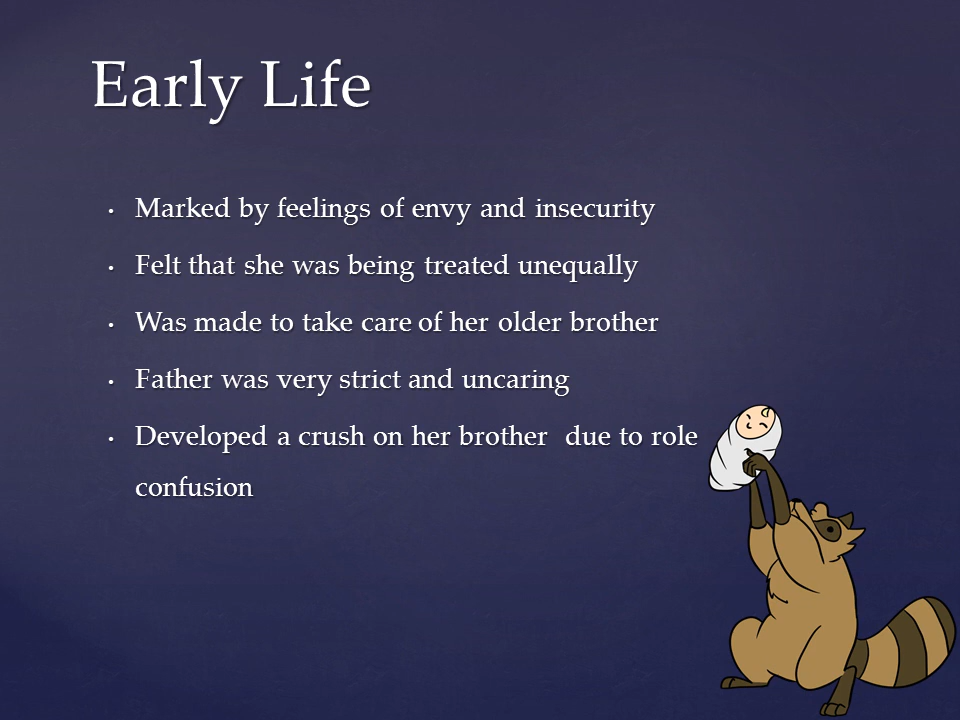 Early Life
• Marked by feelings of envy and insecurity
• Felt that she was being treated unequally
• Was made to take care of her older brother
• Father was very strict and uncaring
• Developed a crush on her brother  due to role
confusion